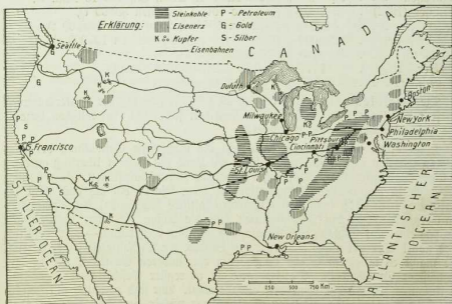 Erklärung:
Steinkohle P - Petroleum
Eisenerz G - Gold
K Kupfer S - Silber
Eisenbahnen
CANADA
Seattle
Duluth
Milwaukee
Boston
New York
Chicago
Pittsb.
Philadelphia
Cincinnati
Washington
S. Francisco
St. Louis
New Orleans
STILLER OCEAN
ATLANTISCHER OCEAN
250 500 750 Km.